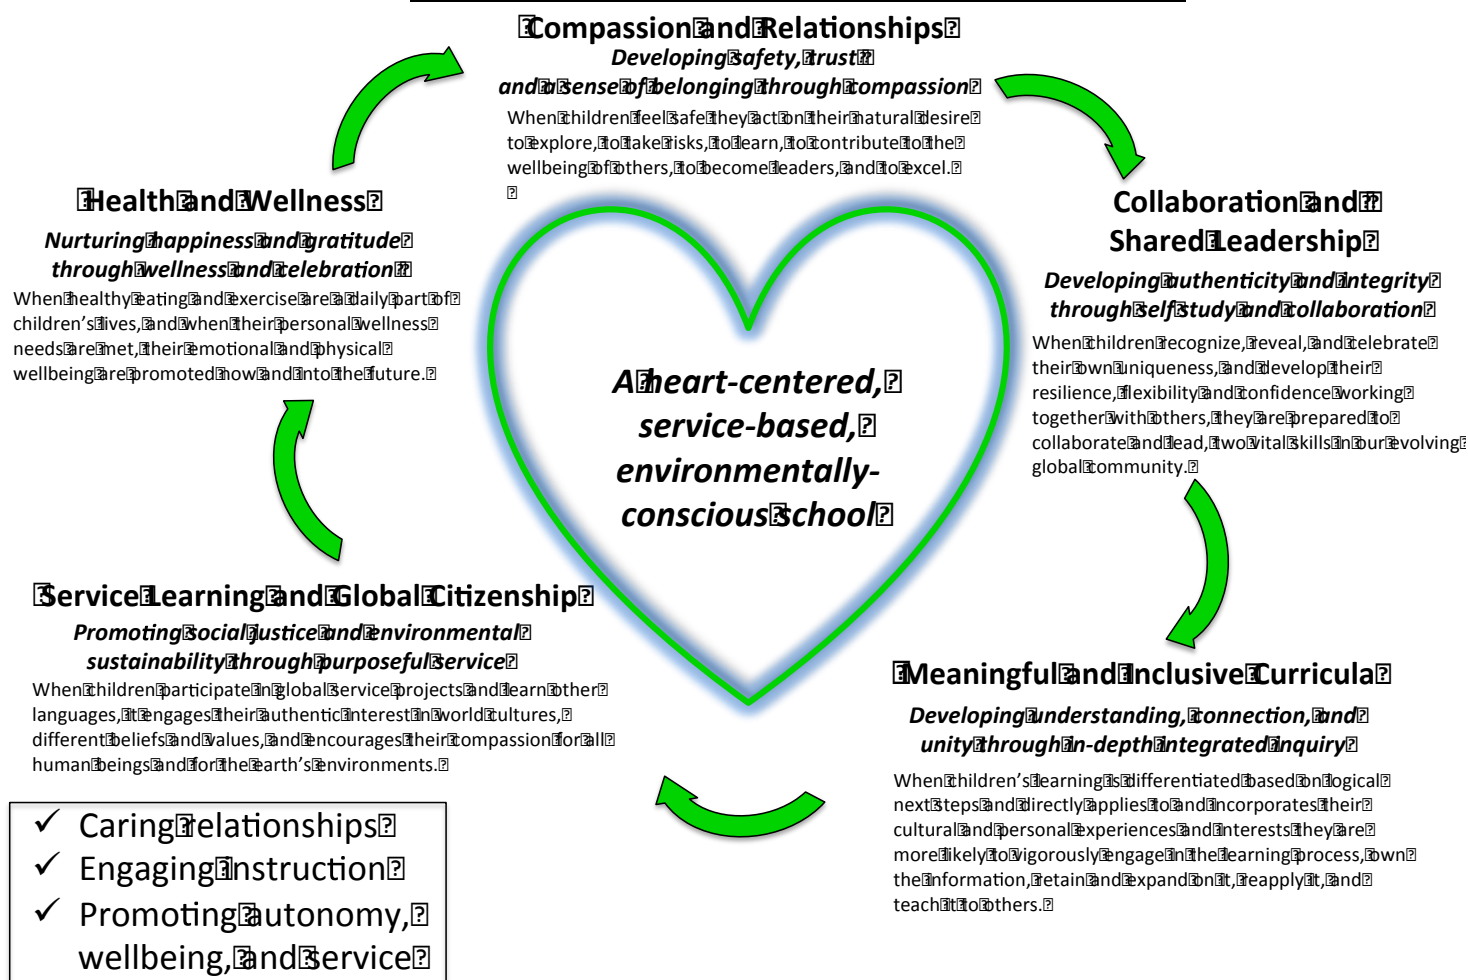 Compassion and Relationships
Developing safety, trust
and a sense of belonging through compassion
When children feel safe they act on their natural desire
to explore, to take risks, to learn, to contribute to the
wellbeing of others, to become leaders, and to excel.
Collaboration and
Shared Leadership
Developing authenticity and integrity
through self study and collaboration
When children recognize, reveal, and celebrate
their own uniqueness, and develop their
resilience, flexibility and confidence working
together with others, they are prepared to
collaborate and lead, two vital skills in our evolving
global community.
Meaningful and Inclusive Curricula
Developing understanding, connection, and
unity through in-depth integrated inquiry
When children’s learning is differentiated based on logical
next steps and directly applies to and incorporates their
cultural and personal experiences and interests they are
more likely to vigorously engage in the learning process, own
the information, retain and expand on it, reapply it, and
teach it to others.
Service Learning and Global Citizenship
Promoting social justice and environmental
sustainability through purposeful service
When children participate in global service projects and learn other
languages, it engages their authentic interest in world cultures,
different beliefs and values, and encourages their compassion for all
human beings and for the earth’s environments.
Health and Wellness
Nurturing happiness and gratitude
through wellness and celebration
When healthy eating and exercise are a daily part of
children’s lives, and when their personal wellness
needs are met, their emotional and physical
wellbeing are promoted now and into the future.
A heart-centered,
service-based,
environmentally-
conscious school
✓ Caring relationships
✓ Engaging instruction
✓ Promoting autonomy,
wellbeing, and service